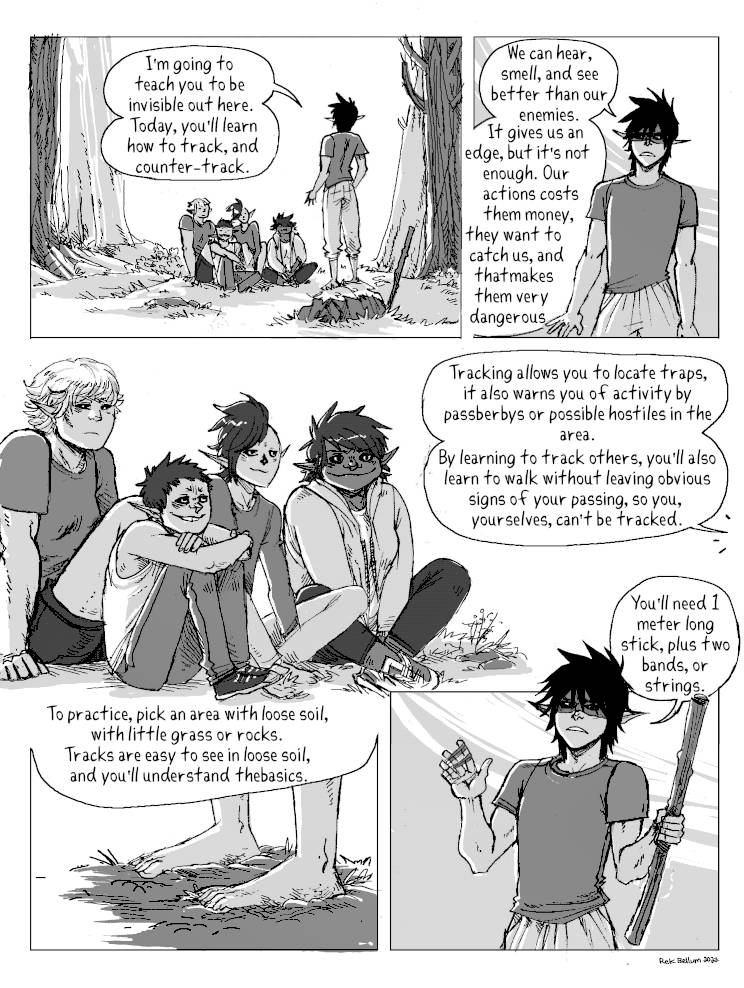 I'm going to
teach you to be
invisible out here.
Today, you'll learn
how to track, and
counter-track.
We can hear,
smell, and see
better than our
enemies.
It gives us an
edge, but it's not
enough. Our
actions costs
them money,
they want to
catch us, and
thatmakes
them very
dangerous
Tracking allows you to locate traps,
it also warns you of activity by
passberbys or possible hostiles in the
area.
By learning to track others, you'll also
learn to walk without leaving obvious
signs of your passing, so you,
yourselves, can't be tracked.
To practice, pick an area with loose soil,
with little grass or rocks.
Tracks are easy to see in loose soil,
and you'll understand thebasics.
You'll need 1
meter long
stick, plus two
bands, or
strings.
Rek Bellum 2022